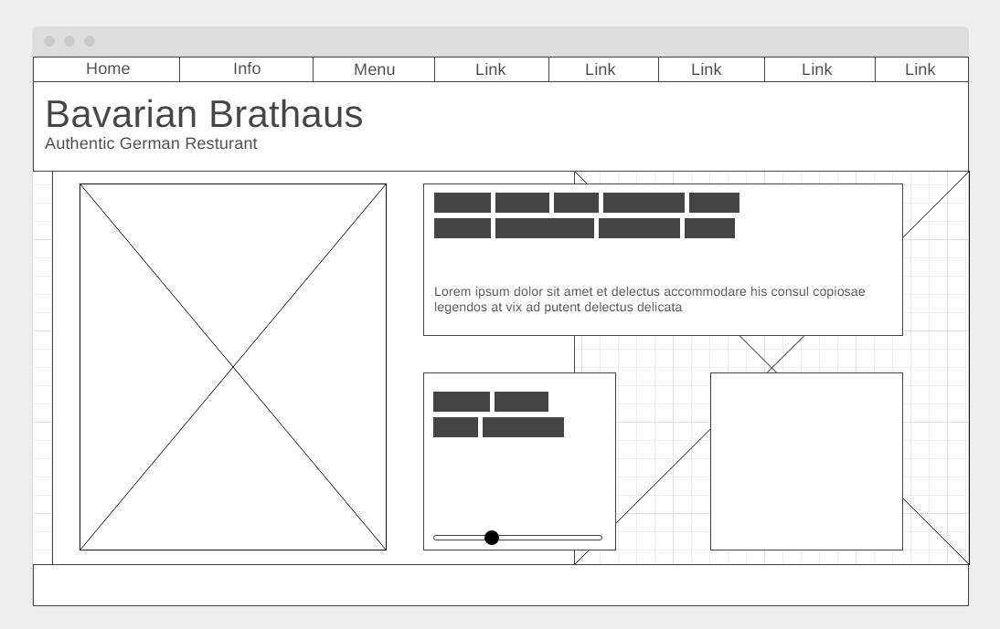 Home Info Menu Link Link Link Link Link
Bavarian Brathaus
Authentic German Resturant
Lorem ipsum dolor sit amet et delectus accommodare his consul copiosae
legendos at vix ad putent delectus delicata